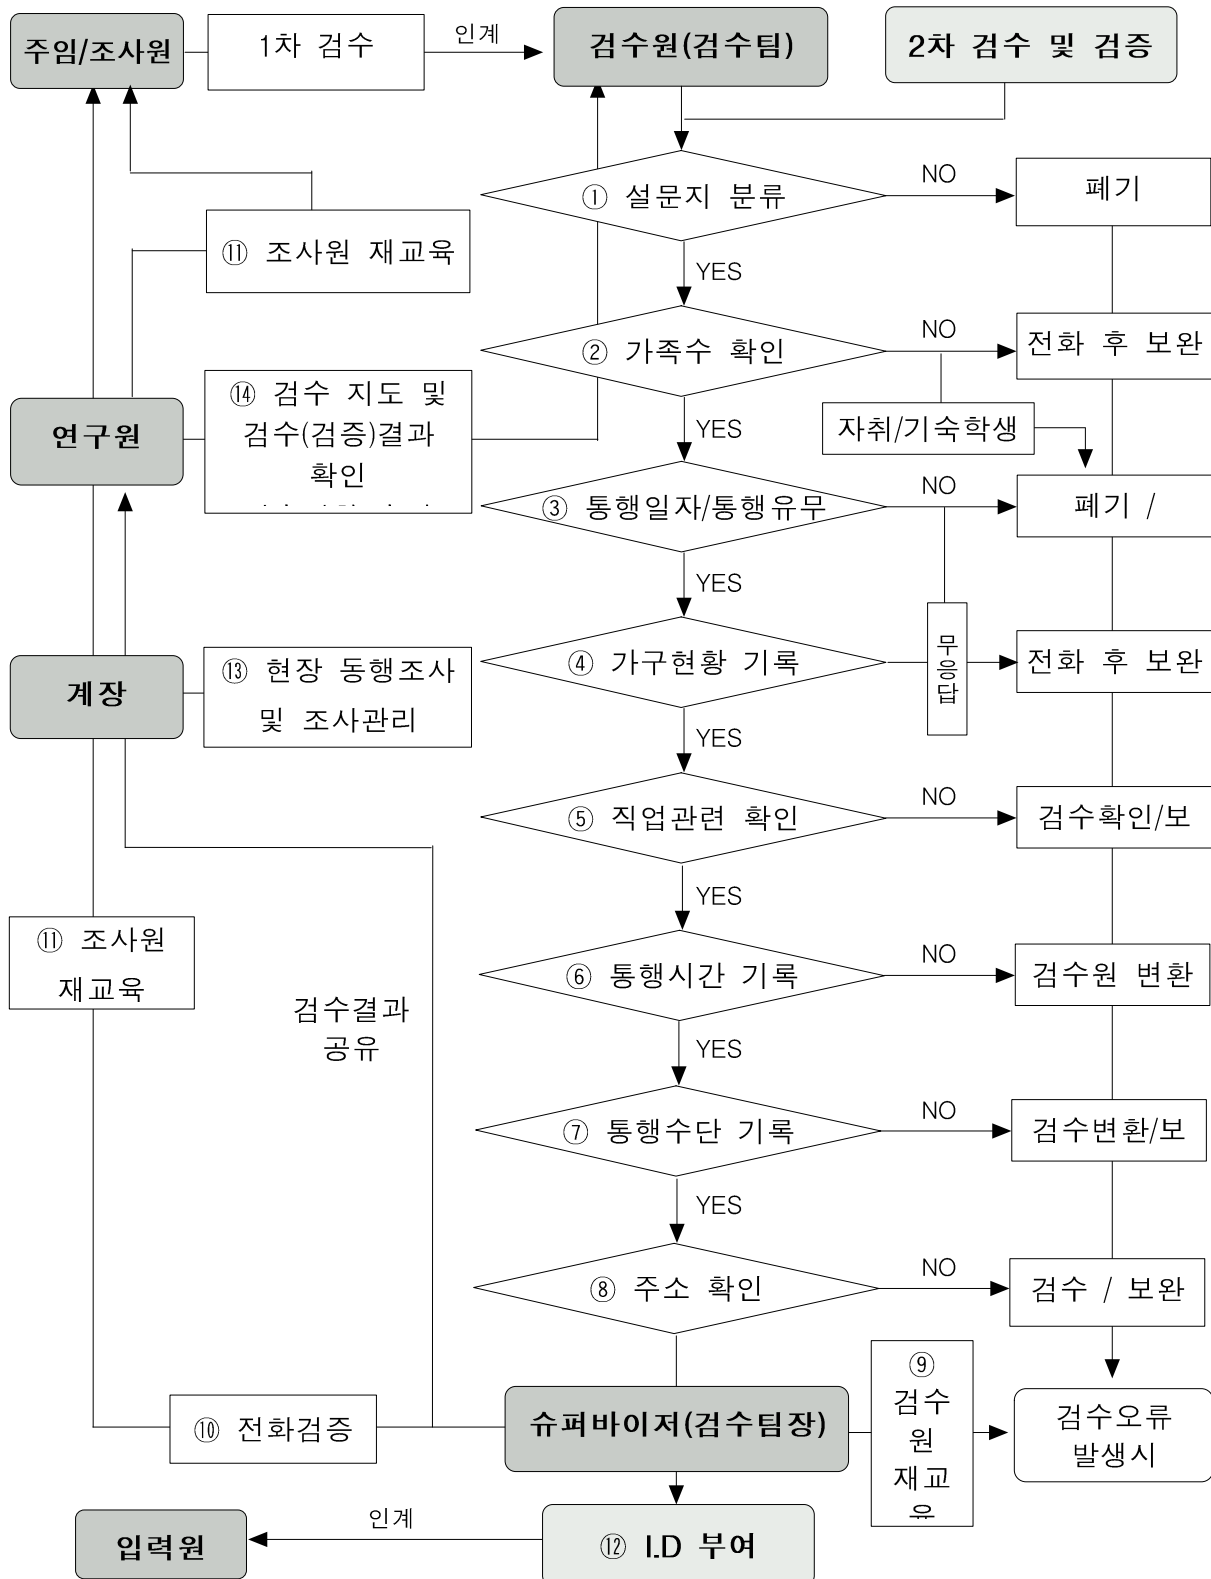 주임/조사원
1차 검수
인계
검수원(검수팀)
2차 검수 및 검증
① 설문지 분류
NO
폐기
YES
⑪ 조사원 재교육
② 가족수 확인
NO
전화 후 보완
YES
자취/기숙학생
연구원
⑭ 검수 지도 및
검수(검증)결과
확인
③ 통행일자/통행유무
NO
폐기 /
YES
무
응
답
④ 가구현황 기록
전화 후 보완
YES
계장
⑬ 현장 동행조사
및 조사관리
⑤ 직업관련 확인
NO
검수확인/보
YES
⑪ 조사원
재교육
⑥ 통행시간 기록
NO
검수원 변환
YES
검수결과
공유
⑦ 통행수단 기록
NO
검수변환/보
YES
⑧ 주소 확인
NO
검수 / 보완
⑩ 전화검증
슈퍼바이저(검수팀장)
⑨
검수
원
재교
육
검수오류
발생시
⑫ I.D 부여
인계
입력원